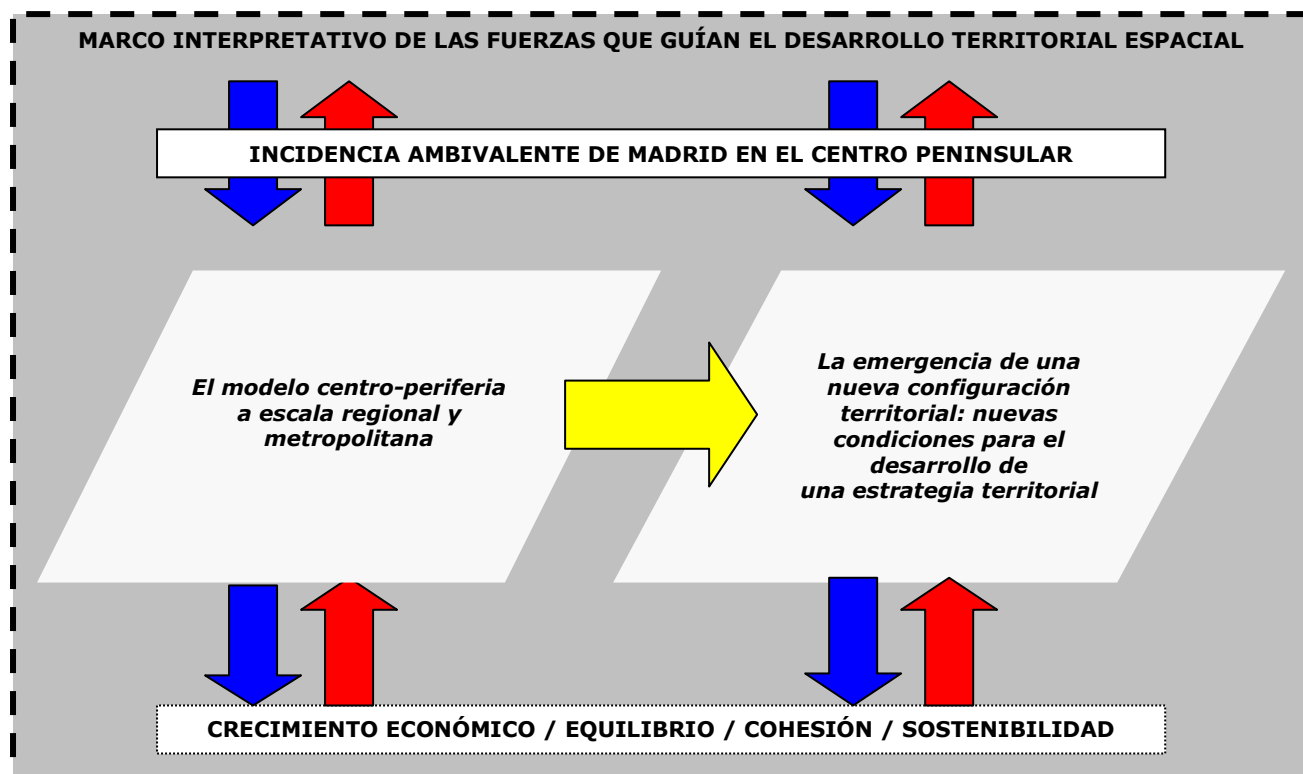 MARCO INTERPRETATIVO DE LAS FUERZAS QUE GUÍAN EL DESARROLLO TERRITORIAL ESPACIAL
INCIDENCIA AMBIVALENTE DE MADRID EN EL CENTRO PENINSULAR
El modelo centro-periferia
a escala regional y
metropolitana
La emergencia de una
nueva configuración
territorial: nuevas
condiciones para el
desarrollo de
una estrategia territorial
CRECIMIENTO ECONÓMICO / EQUILIBRIO / COHESIÓN / SOSTENIBILIDAD